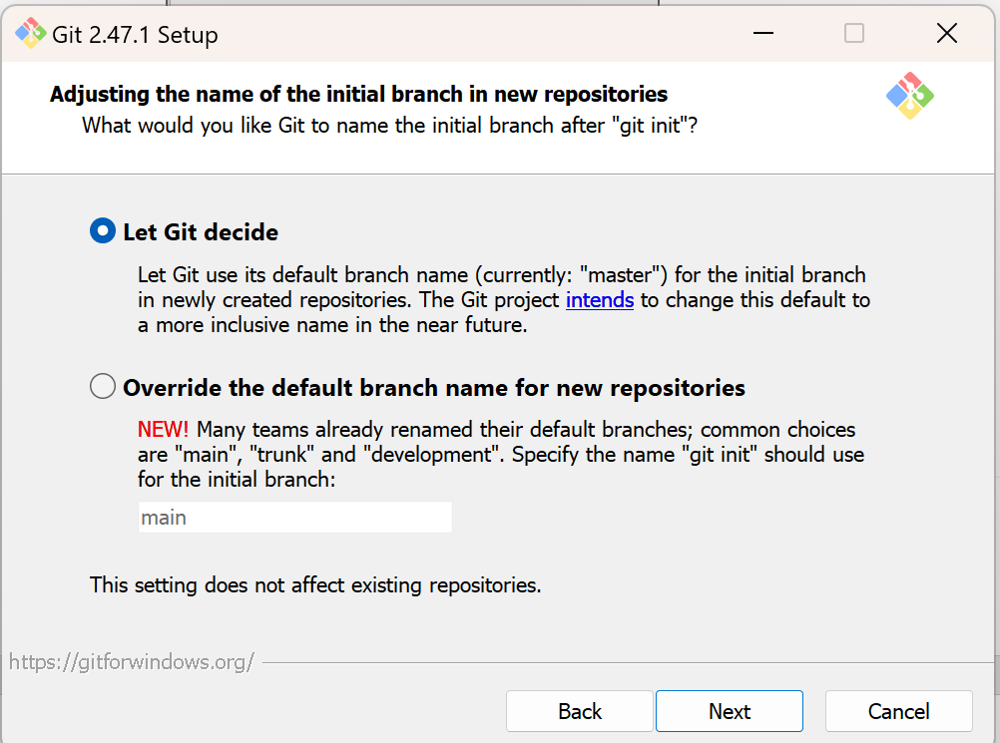 Git 2.47.1 Setup
Adjusting the name of the initial branch in new repositories
What would you like Git to name the initial branch after "git init"?
Let Git decide
Let Git use its default branch name (currently: "master") for the initial branch
in newly created repositories. The Git project intends to change this default to
a more inclusive name in the near future.
Override the default branch name for new repositories
NEW! Many teams already renamed their default branches; common choices
are "main", "trunk" and "development". Specify the name "git init" should use
for the initial branch:
main
This setting does not affect existing repositories.
https://gitforwindows.org/
Back Next Cancel